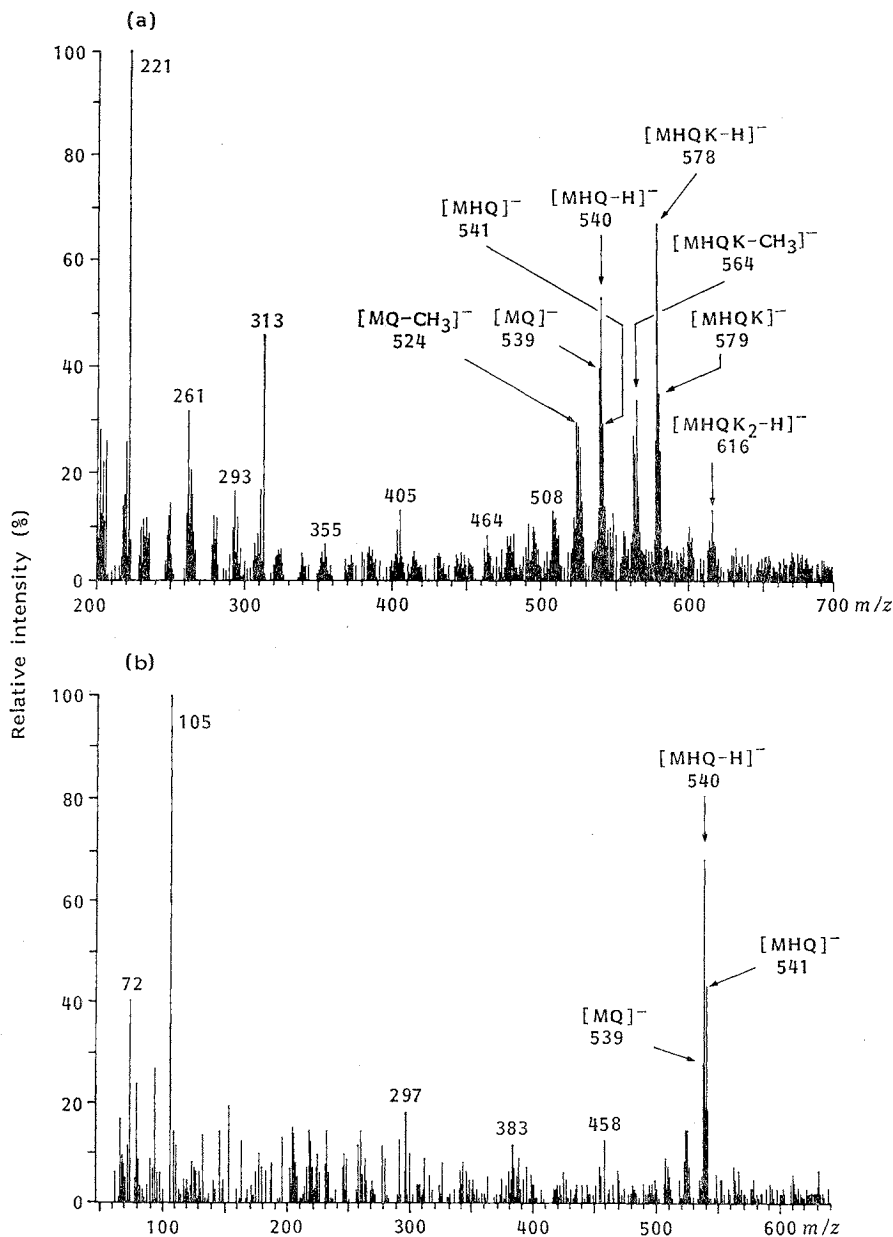 (a)
100
80
60
40
20
0
221
261
293
313
355
405
464
508
[MQ-CH₃]⁻
524
[MQ]⁻
539
[MHQ]⁻
541
[MHQ-H]⁻
540
[MHQK-H]⁻
578
[MHQK-CH₃]⁻
564
[MHQK]⁻
579
[MHQK₂-H]⁻
616
200 300 400 500 600 700 m/z
Relative intensity (%)
(b)
100
80
60
40
20
0
72
105
297
383
458
[MQ]⁻
539
[MHQ-H]⁻
540
[MHQ]⁻
541
100 200 300 400 500 600 m/z